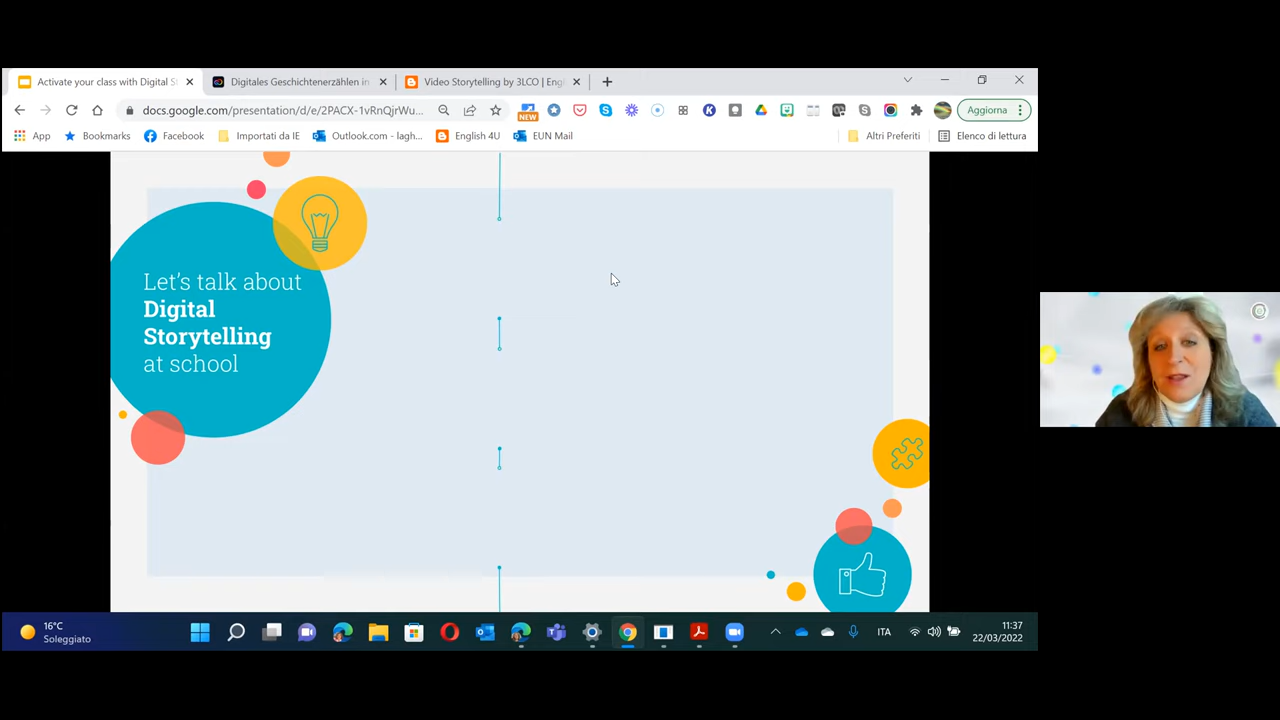 Activate your class with Digital St
Digitales Geschichtenerzählen in
Video Storytelling by 3LCO | Engl
docs.google.com/presentation/d/e/2PACX-1vRnQjrWu...
NEW
Aggiorna
App
Bookmarks
Facebook
Importati da IE
Outlook.com - lagh...
English 4U
EUN Mail
Altri Preferiti
Elenco di lettura
Let's talk about
Digital
Storytelling
at school
16°C
Soleggiato
ITA
11:37
22/03/2022